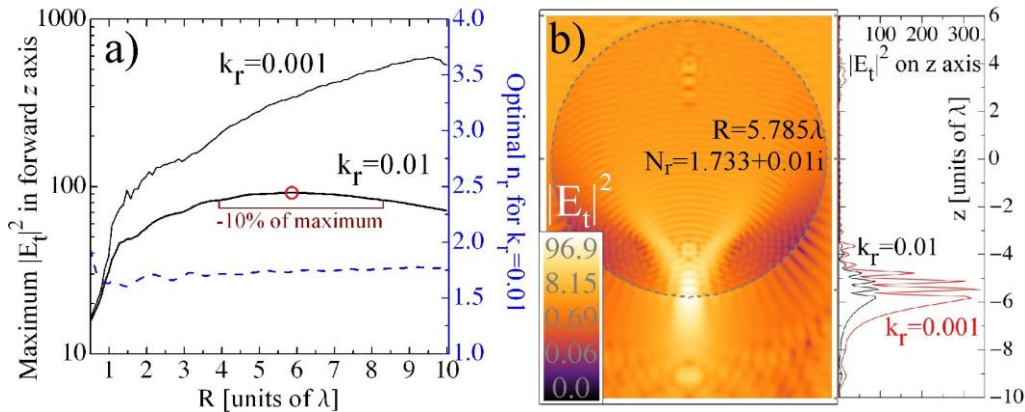 a)
1000
100
10
Maximum |E_t|^2 in forward z axis
k_r=0.001
k_r=0.01
-10% of maximum
1 2 3 4 5 6 7 8 9 10
R [units of λ]
4.0
3.5
3.0
2.5
2.0
1.5
1.0
Optimal n_r for k_r=0.01
b)
R=5.785λ
N_r=1.733+0.01i
|E_t|^2
96.9
8.15
0.69
0.06
0.0
100 200 300
|E_t|^2 on z axis
k_r=0.01
k_r=0.001
6
4
2
0
−2
−4
−6
−8
−10
z [units of λ]